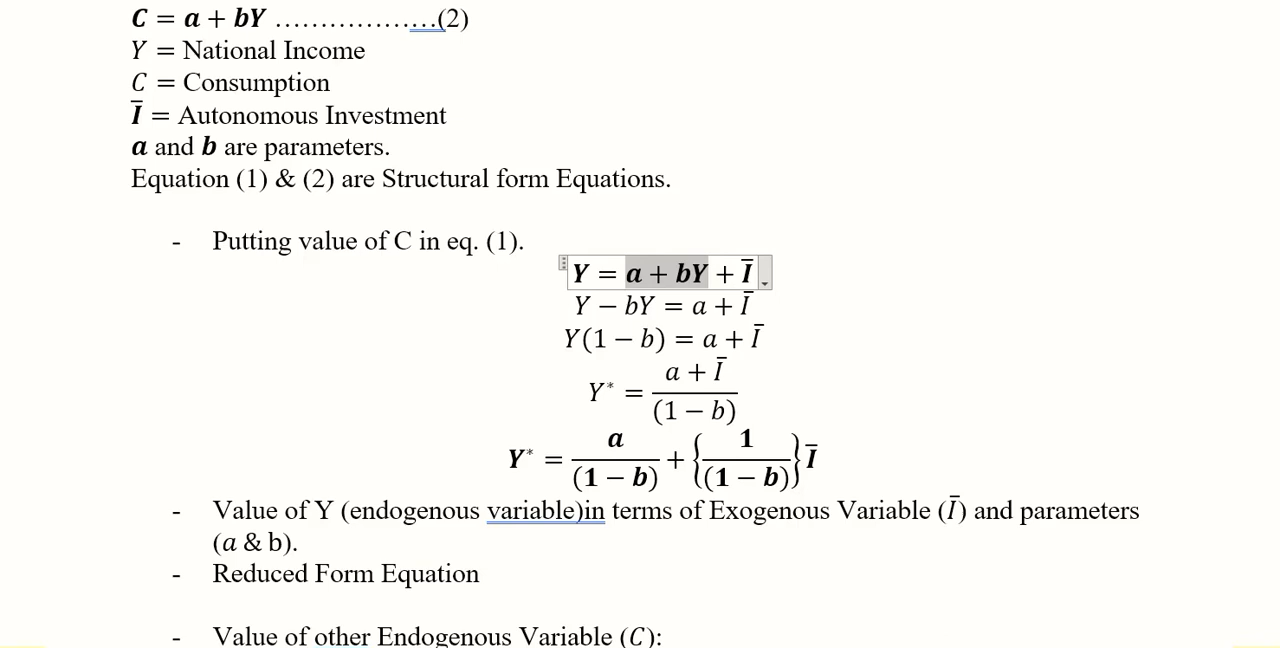 C = a + bY ………………(2)
Y = National Income
C = Consumption
Ī = Autonomous Investment
a and b are parameters.
Equation (1) & (2) are Structural form Equations.
- Putting value of C in eq. (1).
Y = a + bY + Ī
Y − bY = a + Ī
Y(1 − b) = a + Ī
Y* = (a + Ī)/(1 − b)
Y* = a/(1 − b) + {1/(1 − b)}Ī
- Value of Y (endogenous variable)in terms of Exogenous Variable (Ī) and parameters
(a & b).
- Reduced Form Equation
- Value of other Endogenous Variable (C):